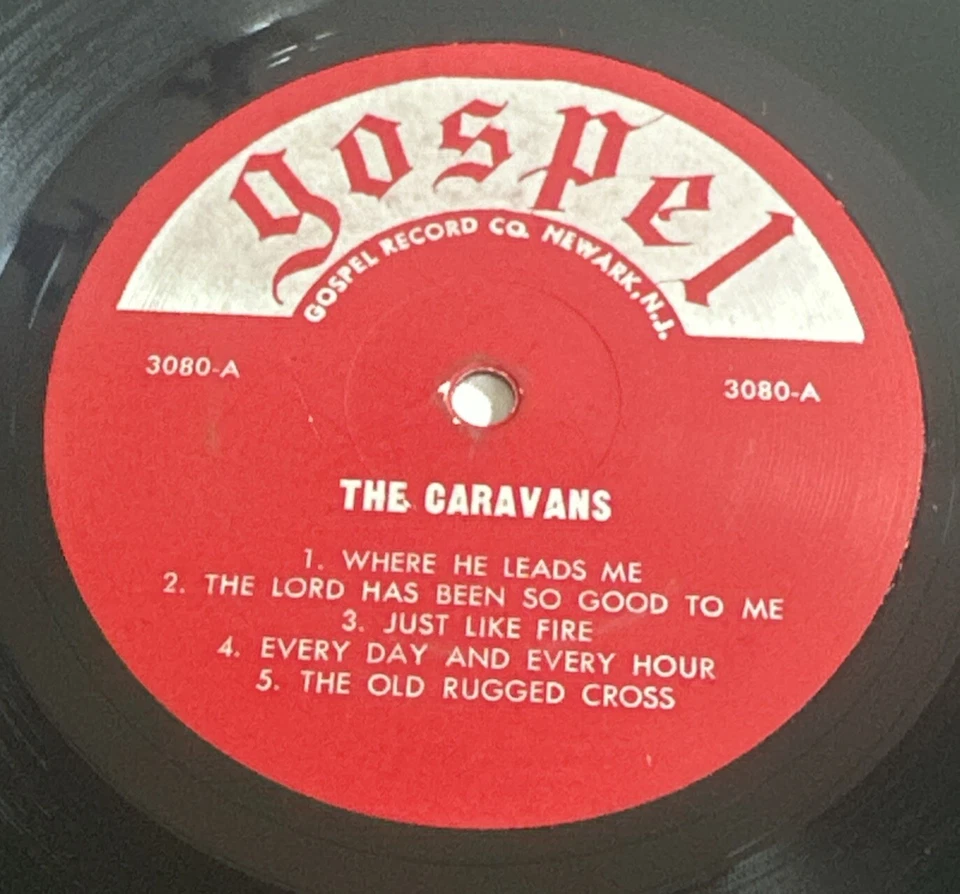 gospel
GOSPEL RECORD CO. NEWARK, N.J.
3080-A
3080-A
THE CARAVANS
1. WHERE HE LEADS ME
2. THE LORD HAS BEEN SO GOOD TO ME
3. JUST LIKE FIRE
4. EVERY DAY AND EVERY HOUR
5. THE OLD RUGGED CROSS